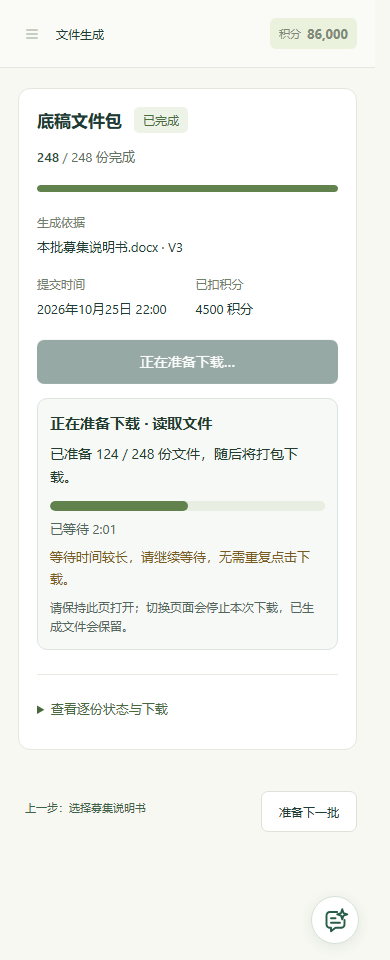 文件生成
积分 86,000
底稿文件包
已完成
248 / 248 份完成
生成依据
本批募集说明书.docx · V3
提交时间
已扣积分
2026年10月25日 22:00
4500 积分
正在准备下载...
正在准备下载 · 读取文件
已准备 124 / 248 份文件，随后将打包下
载。
已等待 2:01
等待时间较长，请继续等待，无需重复点击下
载。
请保持此页打开；切换页面会停止本次下载，已生
成文件会保留。
查看逐份状态与下载
上一步：选择募集说明书
准备下一批